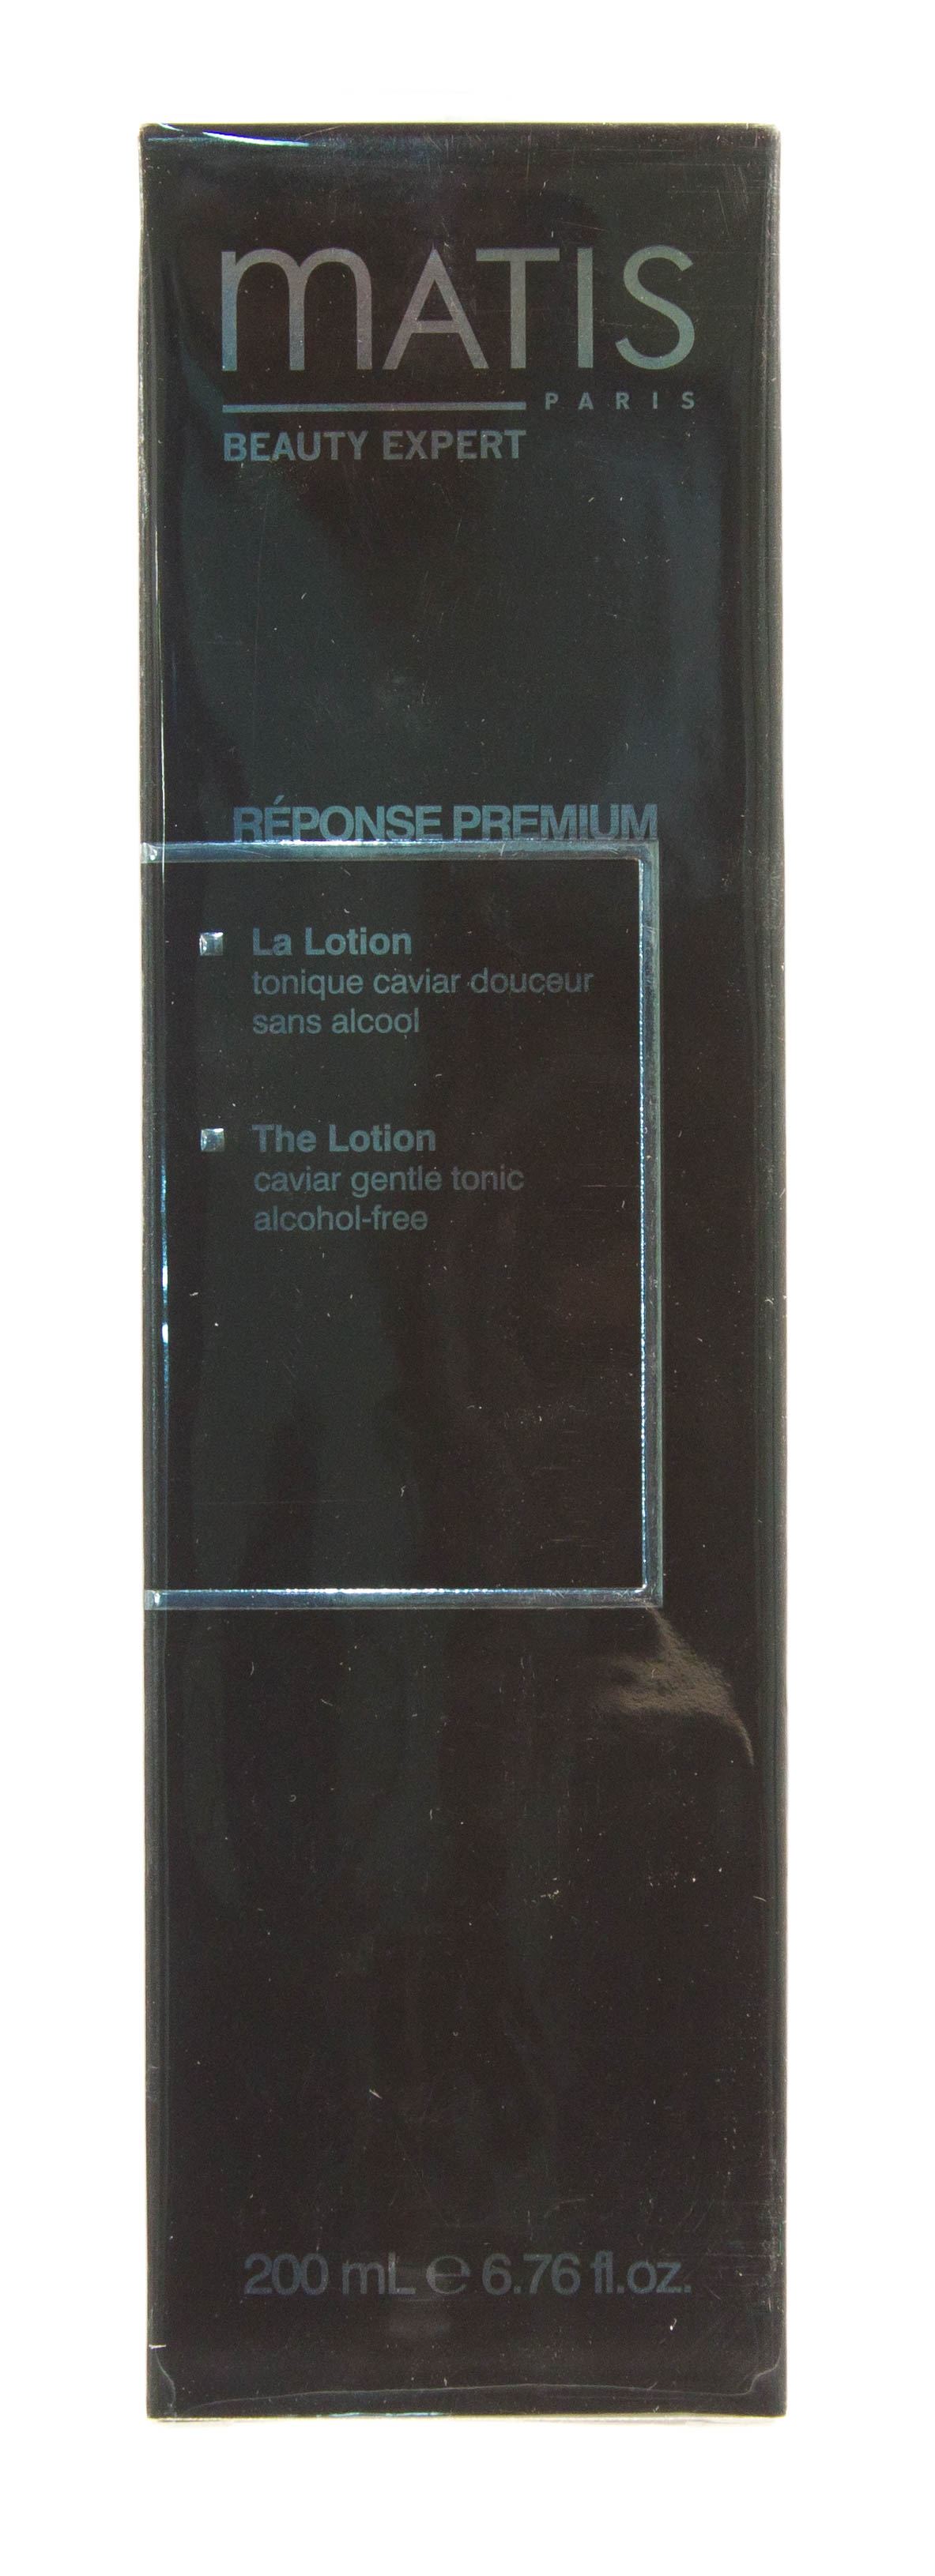 mATIS
PARIS
BEAUTY EXPERT
RÉPONSE PREMIUM
La Lotion
tonique caviar douceur
sans alcool
The Lotion
caviar gentle tonic
alcohol-free
200 mL ℮ 6.76 fl.oz.